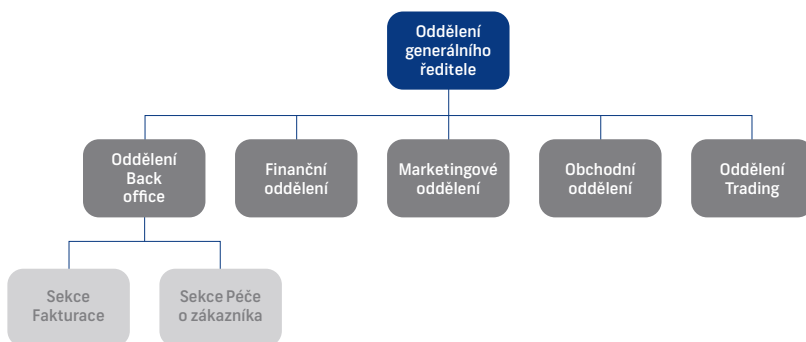 Oddělení
generálního
ředitele
Oddělení
Back
office
Finanční
oddělení
Marketingové
oddělení
Obchodní
oddělení
Oddělení
Trading
Sekce
Fakturace
Sekce Péče
o zákazníka